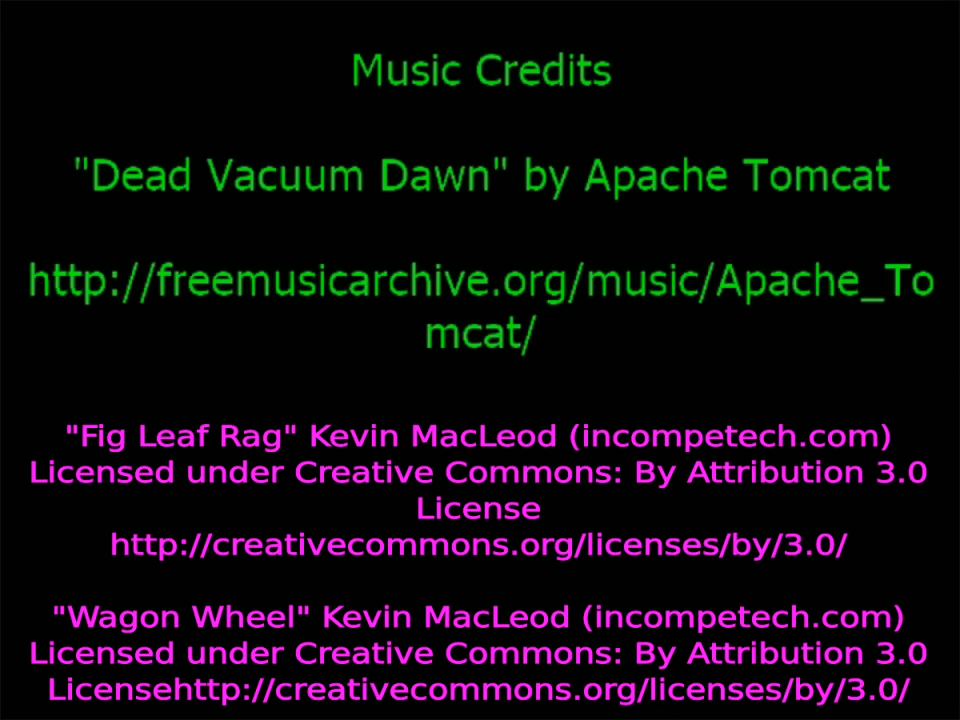 Music Credits
"Dead Vacuum Dawn" by Apache Tomcat
http://freemusicarchive.org/music/Apache_To
mcat/
"Fig Leaf Rag" Kevin MacLeod (incompetech.com)
Licensed under Creative Commons: By Attribution 3.0
License
http://creativecommons.org/licenses/by/3.0/
"Wagon Wheel" Kevin MacLeod (incompetech.com)
Licensed under Creative Commons: By Attribution 3.0
Licensehttp://creativecommons.org/licenses/by/3.0/